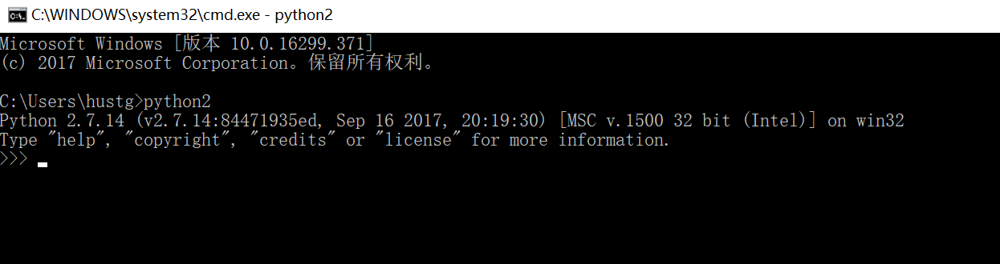 C:\WINDOWS\system32\cmd.exe - python2
Microsoft Windows [版本 10.0.16299.371]
(c) 2017 Microsoft Corporation。保留所有权利。
C:\Users\hustg>python2
Python 2.7.14 (v2.7.14:84471935ed, Sep 16 2017, 20:19:30) [MSC v.1500 32 bit (Intel)] on win32
Type "help", "copyright", "credits" or "license" for more information.
>>>